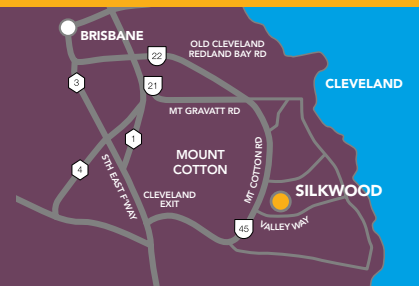 BRISBANE
OLD CLEVELAND
REDLAND BAY RD
22
3
21
CLEVELAND
MT GRAVATT RD
1
MOUNT
COTTON
MT COTTON RD
STH EAST F'WAY
4
CLEVELAND
EXIT
SILKWOOD
VALLEY WAY
45